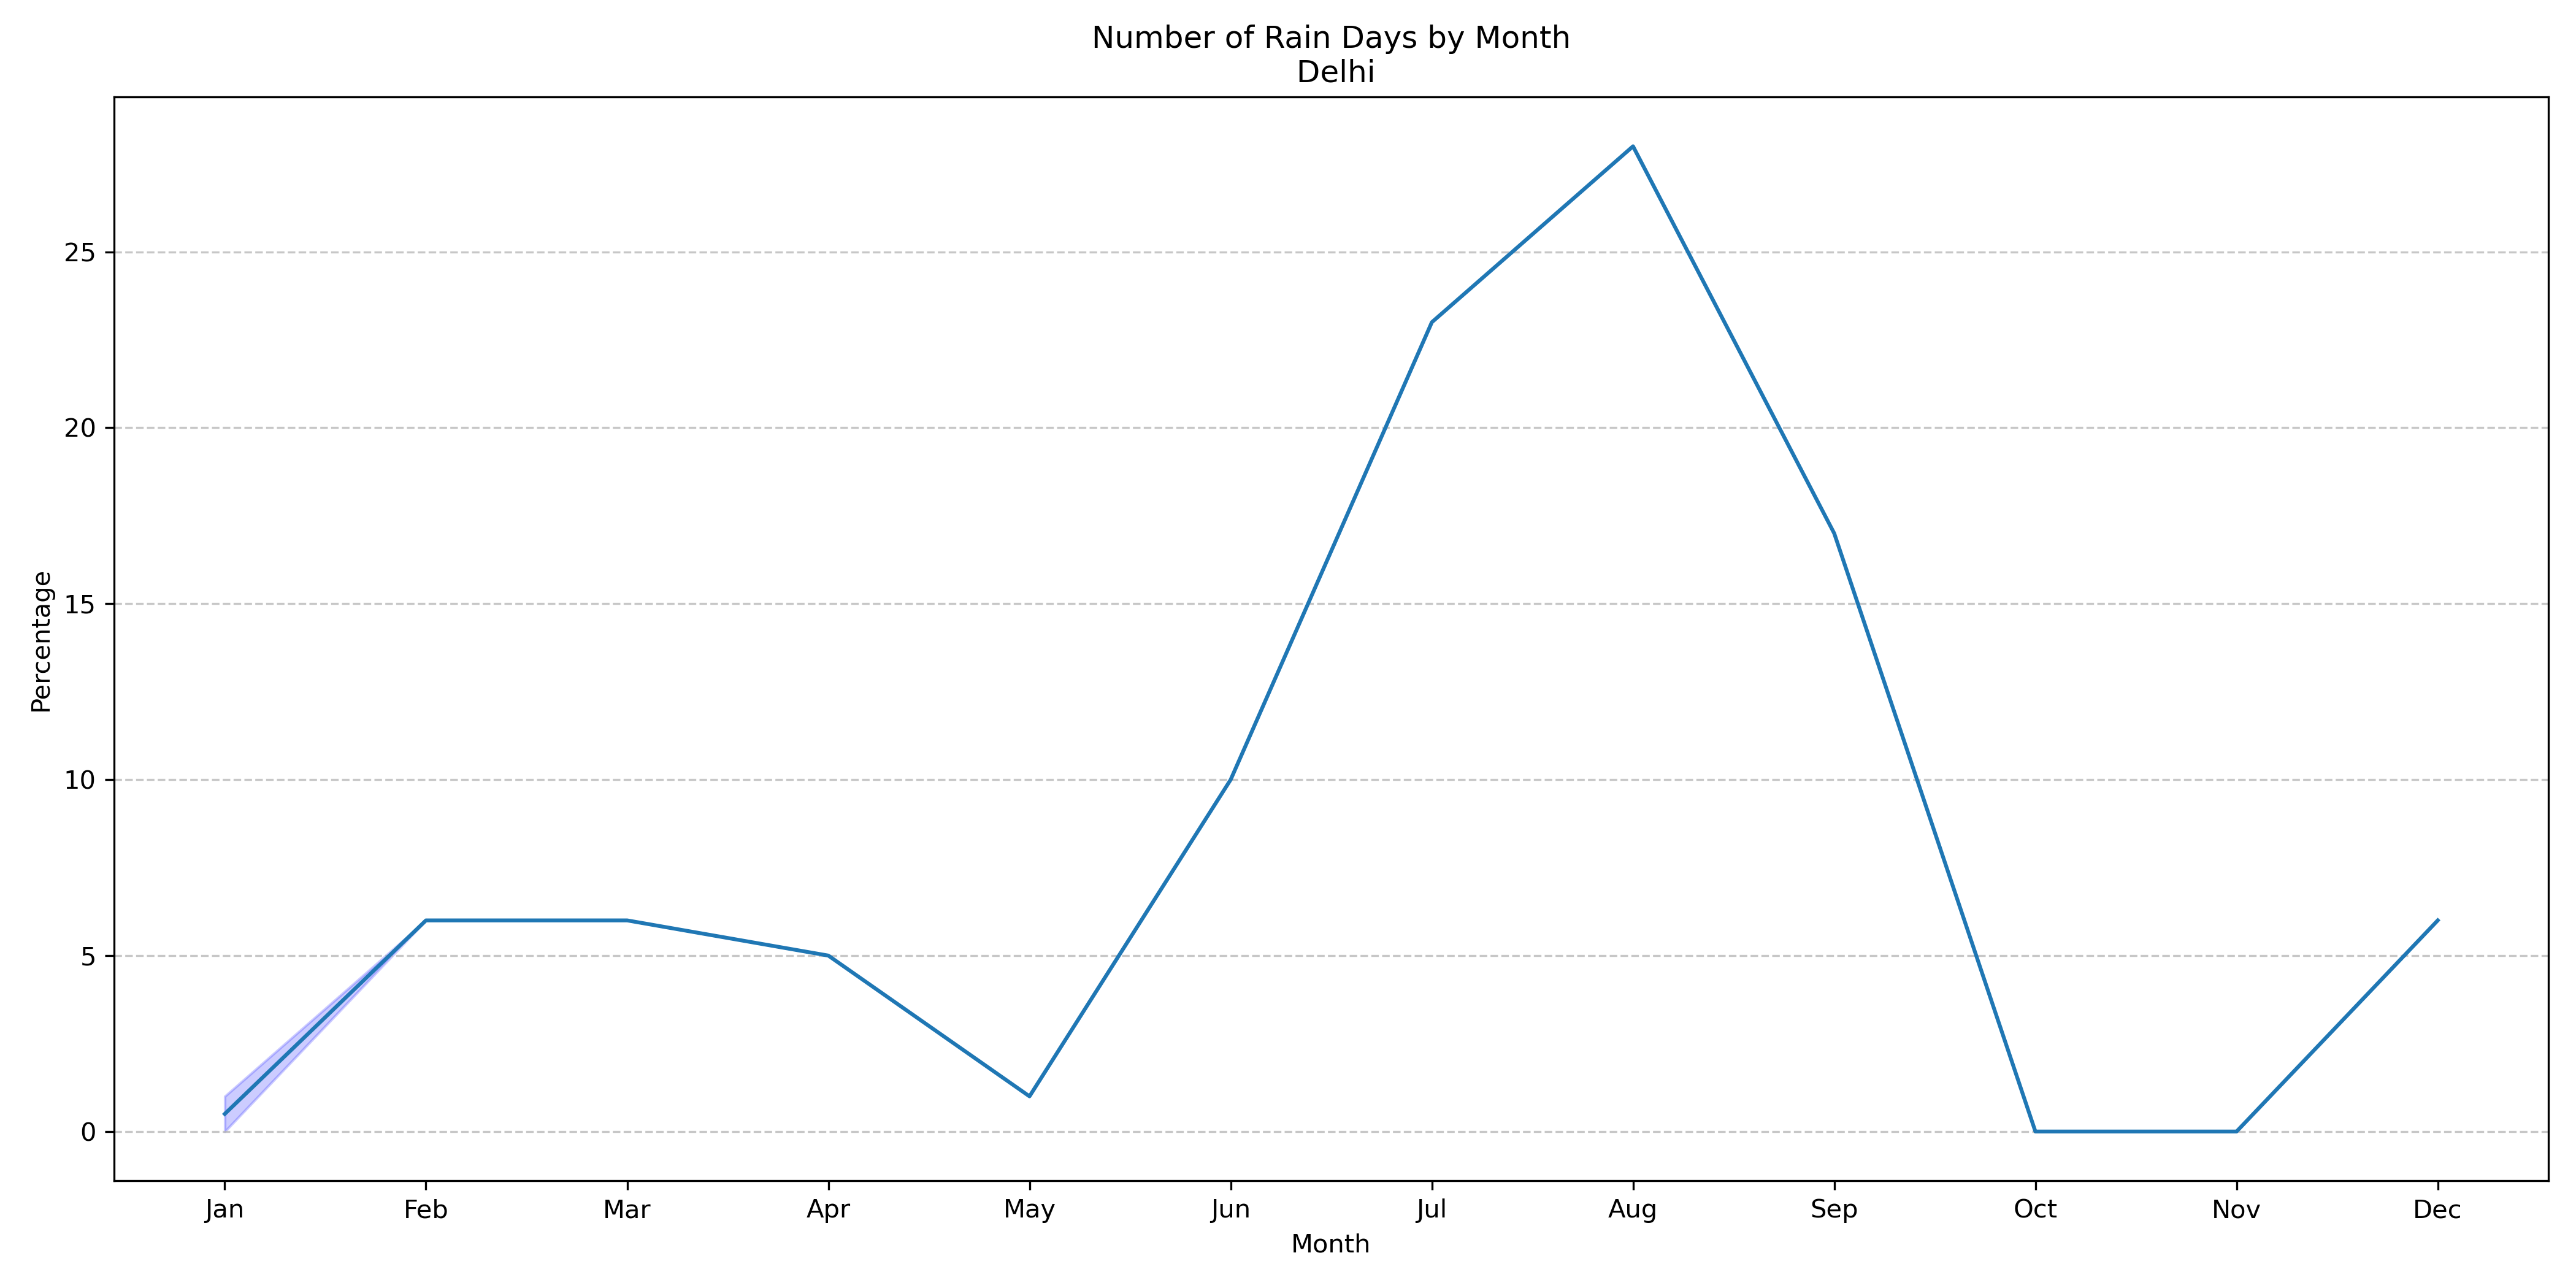 Number of Rain Days by Month
Delhi
Percentage
25
20
15
10
5
0
Jan Feb Mar Apr May Jun Jul Aug Sep Oct Nov Dec
Month